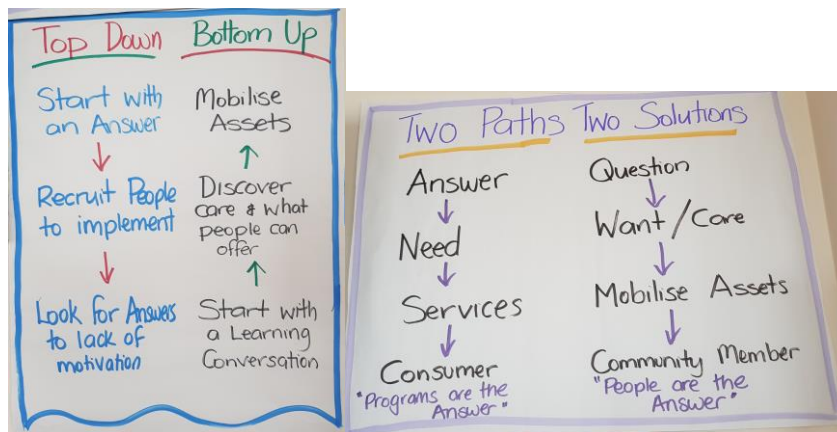 Top Down
Start with
an Answer
Recruit People
to implement
Look for Answers
to lack of
motivation
Bottom Up
Mobilise
Assets
Discover
care & what
people can
offer
Start with
a Learning
Conversation
Two Paths Two Solutions
Answer
Need
Services
Consumer
"Programs are the
Answer"
Question
Want/Care
Mobilise Assets
Community Member
"People are the
Answer"